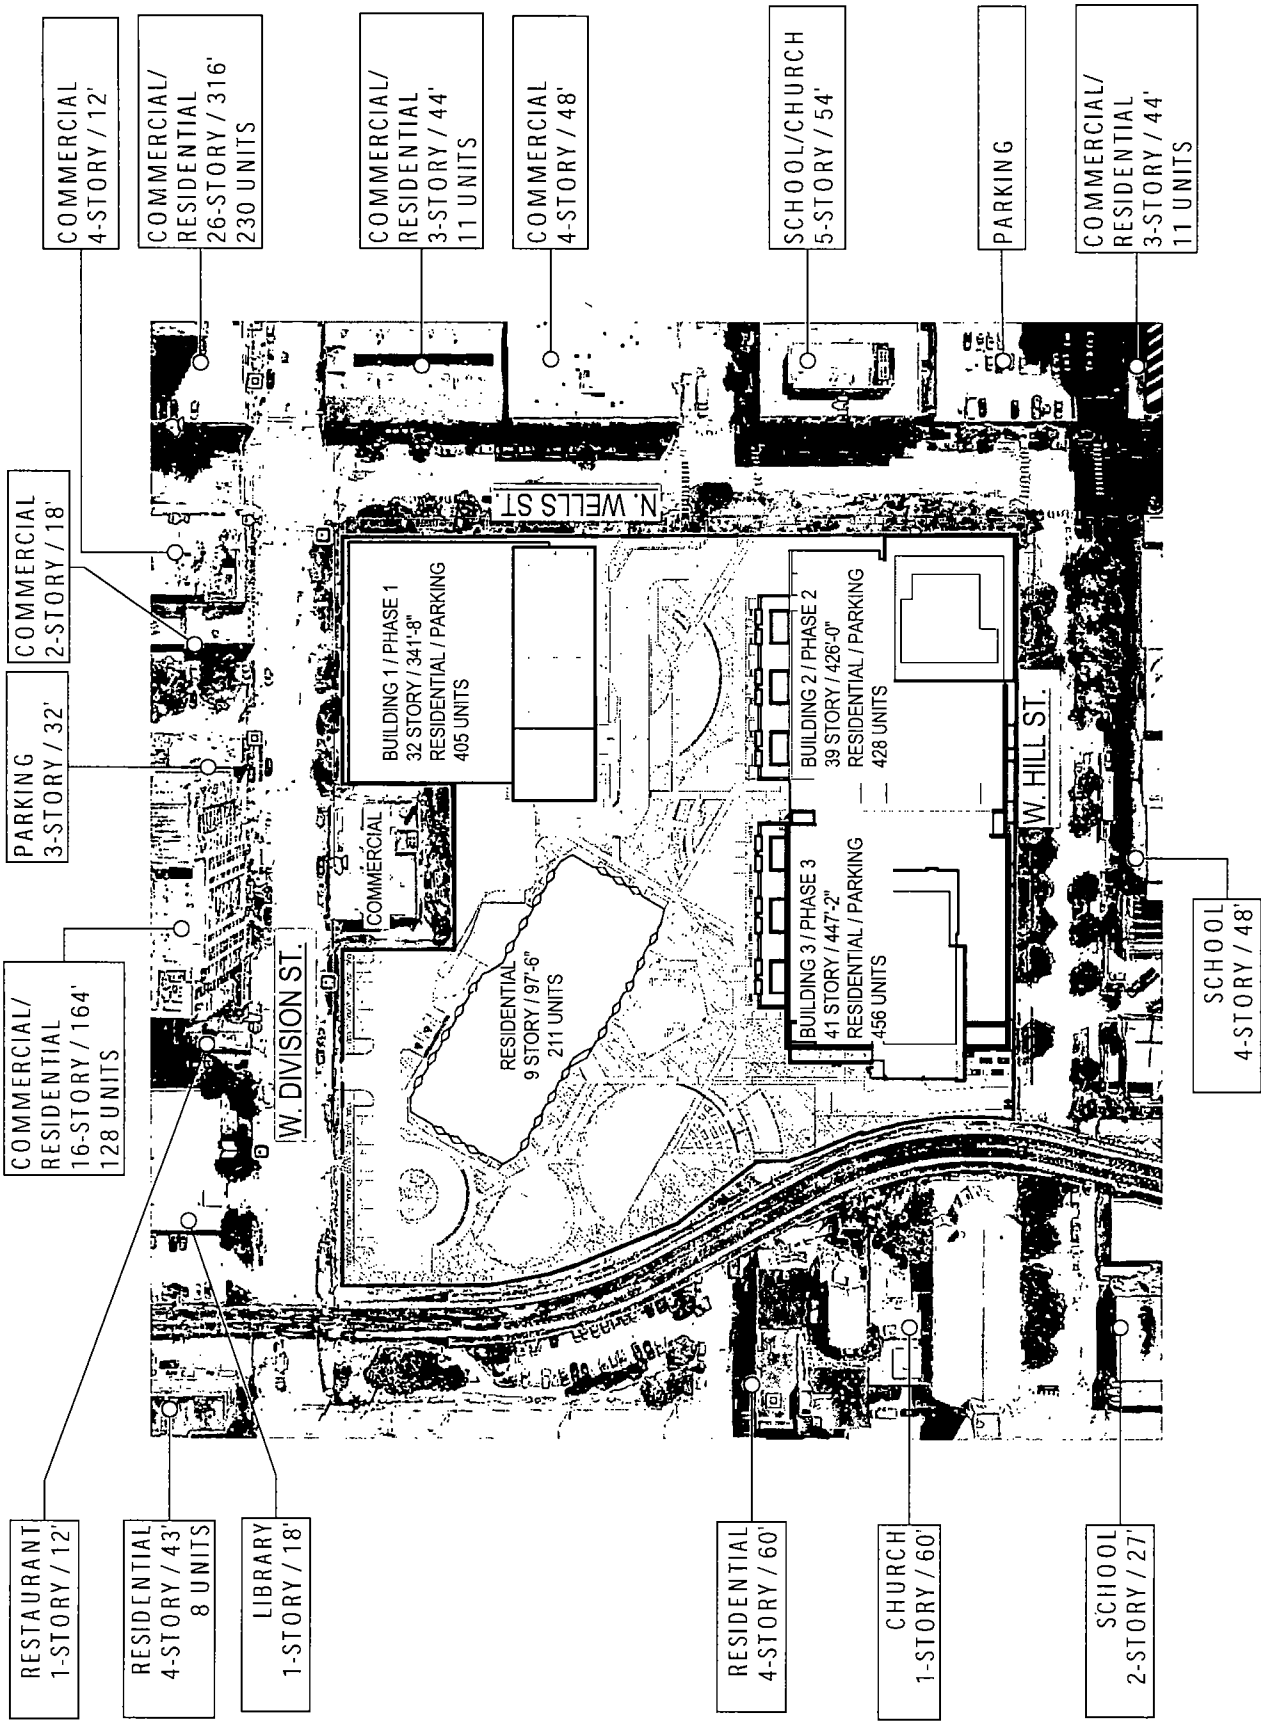 RESTAURANT
1-STORY / 12'
RESIDENTIAL
4-STORY / 43'
8 UNITS
LIBRARY
1-STORY / 18'
RESIDENTIAL
4-STORY / 60'
CHURCH
1-STORY / 60'
SCHOOL
2-STORY / 27'
COMMERCIAL/
RESIDENTIAL
16-STORY / 164'
128 UNITS
PARKING
3-STORY / 32'
COMMERCIAL
2-STORY / 18'
COMMERCIAL
4-STORY / 12'
COMMERCIAL/
RESIDENTIAL
26-STORY / 316'
230 UNITS
COMMERCIAL/
RESIDENTIAL
3-STORY / 44'
11 UNITS
COMMERCIAL
4-STORY / 48'
SCHOOL/CHURCH
5-STORY / 54'
PARKING
COMMERCIAL/
RESIDENTIAL
3-STORY / 44'
11 UNITS
SCHOOL
4-STORY / 48'
W. DIVISION ST.
N. WELLS ST.
W. HILL ST.
COMMERCIAL
RESIDENTIAL
9 STORY / 97'-6"
211 UNITS
BUILDING 1 / PHASE 1
32 STORY / 341'-8"
RESIDENTIAL / PARKING
405 UNITS
BUILDING 3 / PHASE 3
41 STORY / 447'-2"
RESIDENTIAL / PARKING
456 UNITS
BUILDING 2 / PHASE 2
39 STORY / 426'-0"
RESIDENTIAL / PARKING
428 UNITS